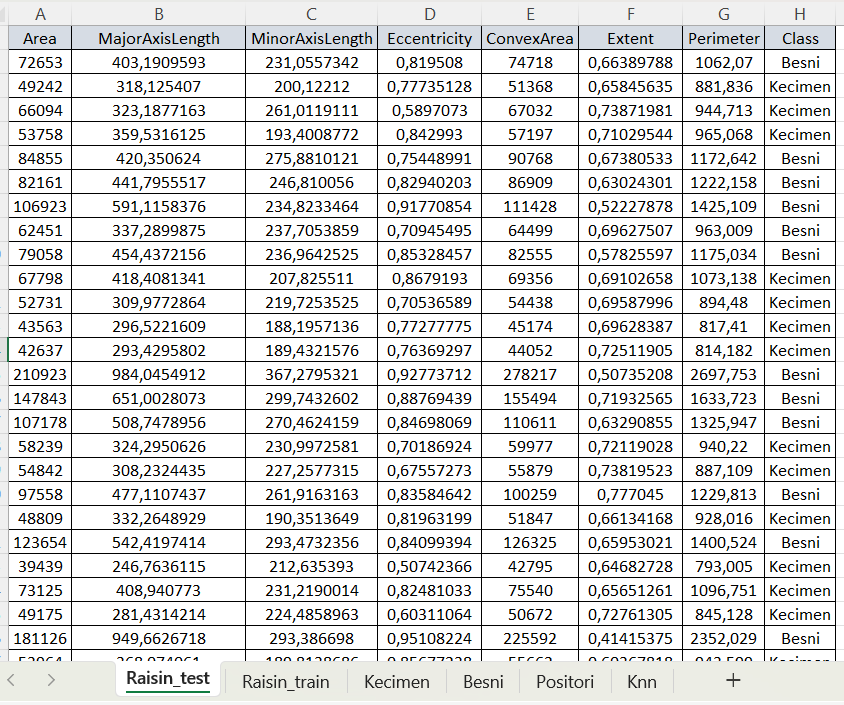 A B C D E F G H
Area MajorAxisLength MinorAxisLength Eccentricity ConvexArea Extent Perimeter Class
72653 403,1909593 231,0557342 0,819508 74718 0,66389788 1062,07 Besni
49242 318,125407 200,12212 0,77735128 51368 0,65845635 881,836 Kecimen
66094 323,1877163 261,0119111 0,5897073 67032 0,73871981 944,713 Kecimen
53758 359,5316125 193,4008772 0,842993 57197 0,71029544 965,068 Kecimen
84855 420,350624 275,8810121 0,75448991 90768 0,67380533 1172,642 Besni
82161 441,7955517 246,810056 0,82940203 86909 0,63024301 1222,158 Besni
106923 591,1158376 234,8233464 0,91770854 111428 0,52227878 1425,109 Besni
62451 337,2899875 237,7053859 0,70945495 64499 0,69627507 963,009 Besni
79058 454,4372156 236,9642525 0,85328457 82555 0,57825597 1175,034 Besni
67798 418,4081341 207,825511 0,8679193 69356 0,69102658 1073,138 Kecimen
52731 309,9772864 219,7253525 0,70536589 54438 0,69587996 894,48 Kecimen
43563 296,5221609 188,1957136 0,77277775 45174 0,69628387 817,41 Kecimen
42637 293,4295802 189,4321576 0,76369297 44052 0,72511905 814,182 Kecimen
210923 984,0454912 367,2795321 0,92773712 278217 0,50735208 2697,753 Besni
147843 651,0028073 299,7432602 0,88769439 155494 0,71932565 1633,723 Besni
107178 508,7478956 270,4624159 0,84698069 110611 0,63290855 1325,947 Besni
58239 324,2950626 230,9972581 0,70186924 59977 0,72119028 940,22 Kecimen
54842 308,2324435 227,2577315 0,67557273 55879 0,73819523 887,109 Kecimen
97558 477,1107437 261,9163163 0,83584642 100259 0,777045 1229,813 Besni
48809 332,2648929 190,3513649 0,81963199 51847 0,66134168 928,016 Kecimen
123654 542,4197414 293,4732356 0,84099394 126325 0,65953021 1400,524 Besni
39439 246,7636115 212,635393 0,50742366 42795 0,64682728 793,005 Kecimen
73125 408,940773 231,2190014 0,82481033 75540 0,65651261 1096,751 Kecimen
49175 281,4314214 224,4858963 0,60311064 50672 0,72761305 845,128 Kecimen
181126 949,6626718 293,386698 0,95108224 225592 0,41415375 2352,029 Besni
Raisin_test Raisin_train Kecimen Besni Positori Knn